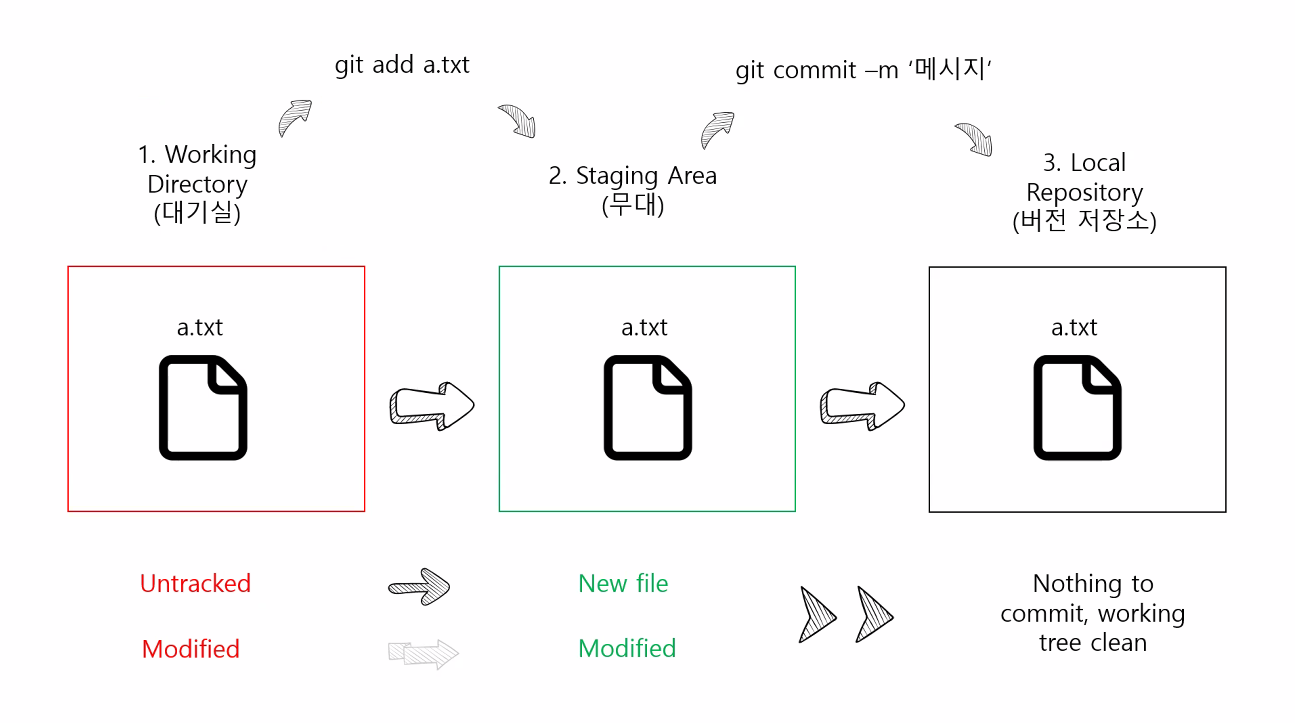 git add a.txt
git commit –m ‘메시지‘
1. Working
Directory
(대기실)
2. Staging Area
(무대)
3. Local
Repository
(버전 저장소)
a.txt
a.txt
a.txt
Untracked
New file
Nothing to
commit, working
tree clean
Modified
Modified